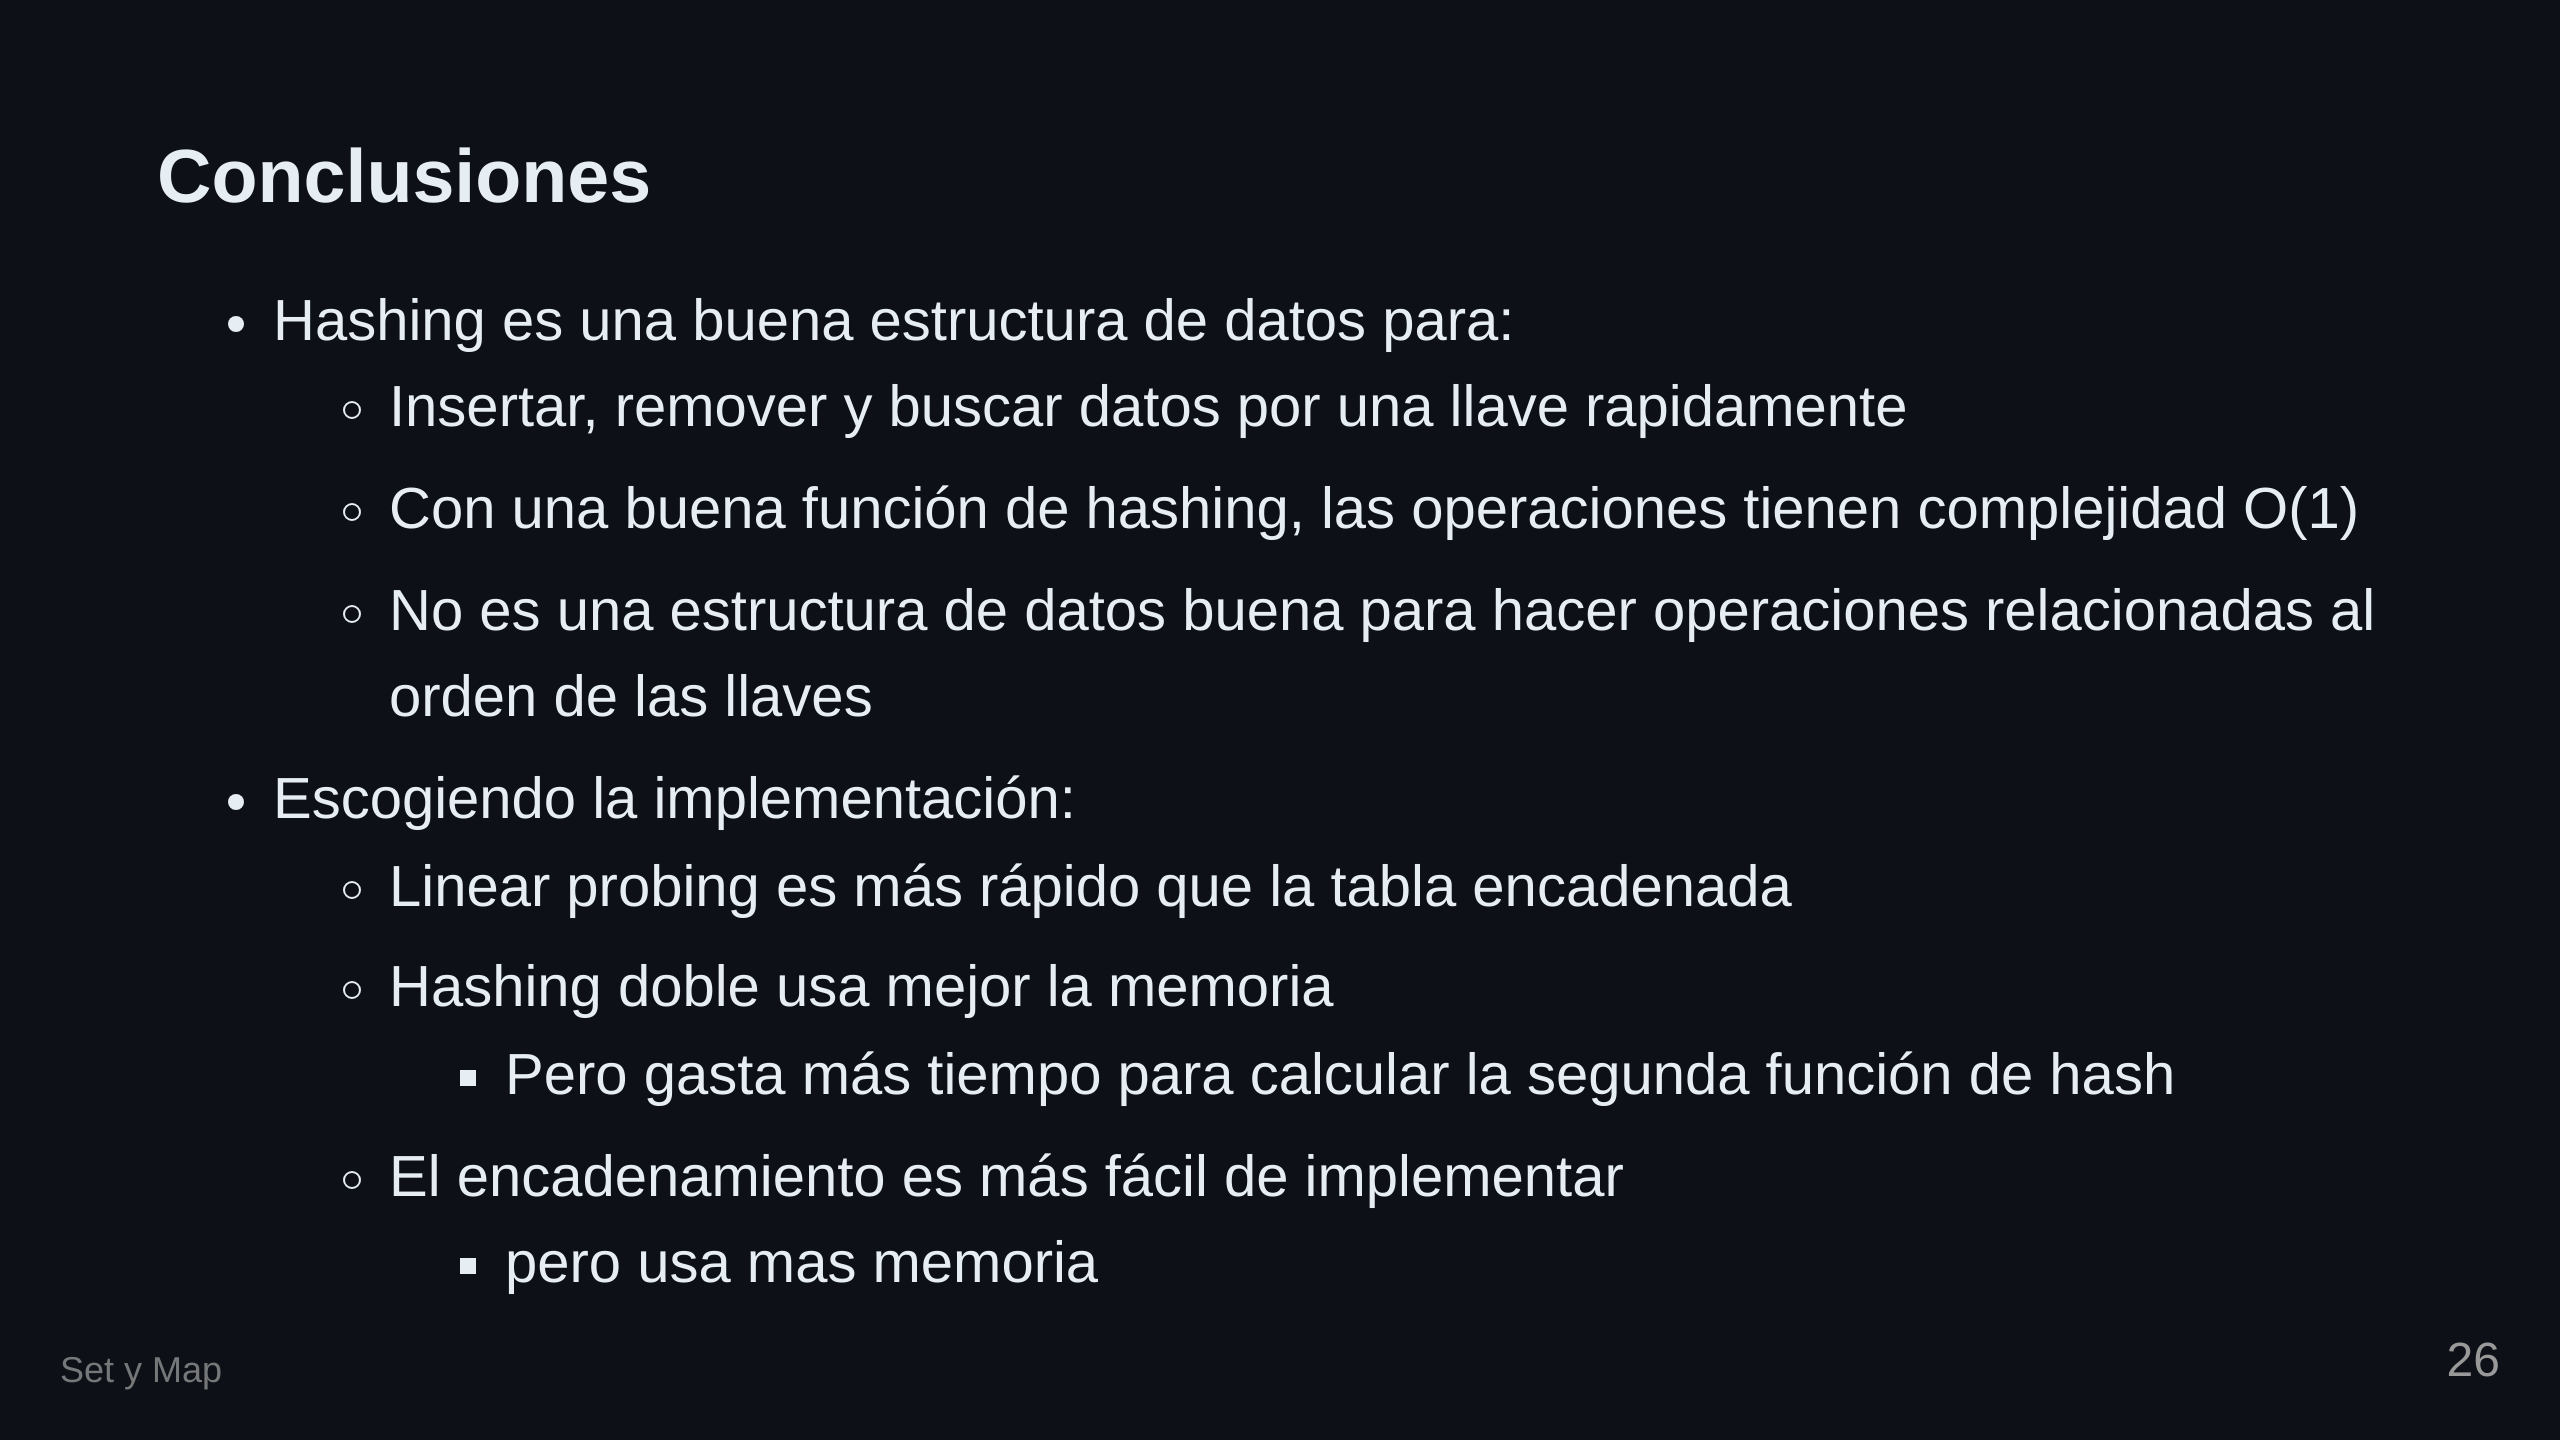 Conclusiones
Hashing es una buena estructura de datos para:
Insertar, remover y buscar datos por una llave rapidamente
Con una buena función de hashing, las operaciones tienen complejidad O(1)
No es una estructura de datos buena para hacer operaciones relacionadas al
orden de las llaves
Escogiendo la implementación:
Linear probing es más rápido que la tabla encadenada
Hashing doble usa mejor la memoria
Pero gasta más tiempo para calcular la segunda función de hash
El encadenamiento es más fácil de implementar
pero usa mas memoria
Set y Map
26